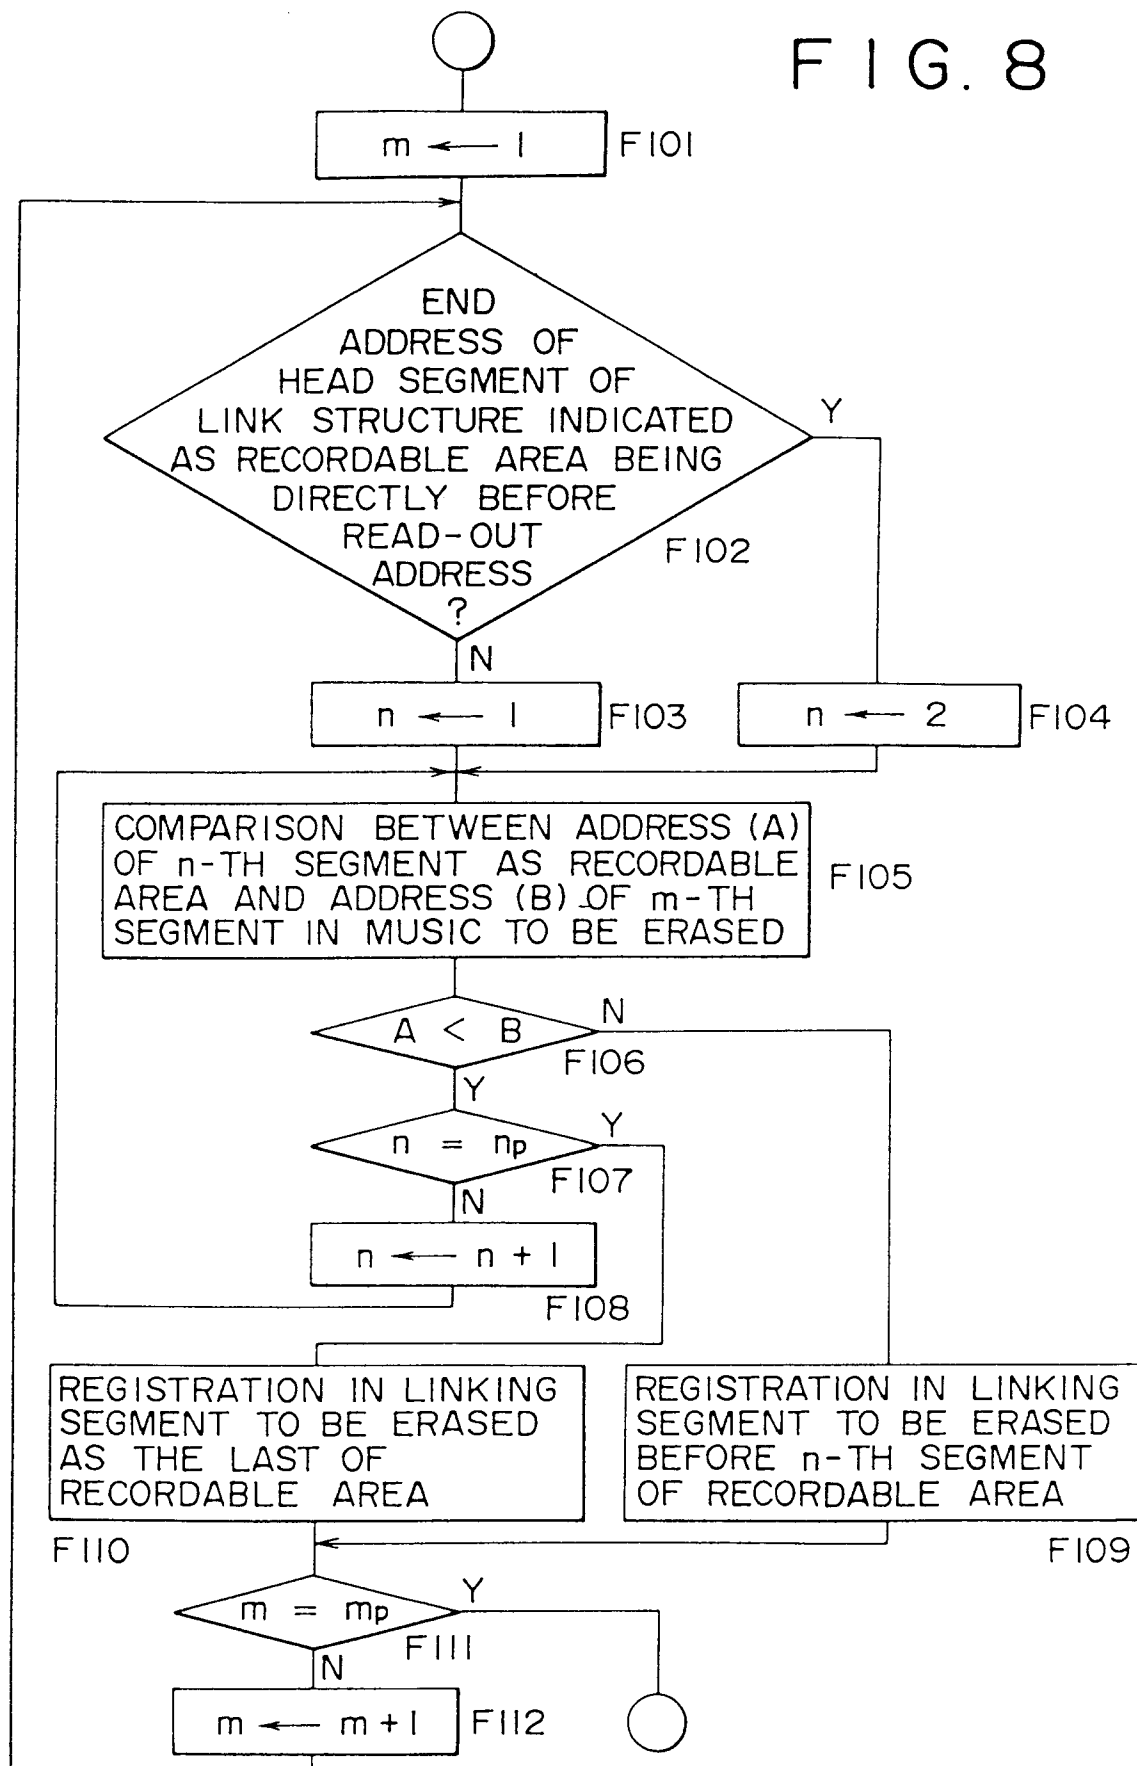 FIG. 8
m ← 1
F101
END
ADDRESS OF
HEAD SEGMENT OF
LINK STRUCTURE INDICATED
AS RECORDABLE AREA BEING
DIRECTLY BEFORE
READ-OUT
ADDRESS
?
F102
Y
N
n ← 1
F103
n ← 2
F104
COMPARISON BETWEEN ADDRESS (A)
OF n-TH SEGMENT AS RECORDABLE
AREA AND ADDRESS (B) OF m-TH
SEGMENT IN MUSIC TO BE ERASED
F105
A < B
N
F106
Y
n = np
Y
F107
N
n ← n + 1
F108
REGISTRATION IN LINKING
SEGMENT TO BE ERASED
AS THE LAST OF
RECORDABLE AREA
F110
REGISTRATION IN LINKING
SEGMENT TO BE ERASED
BEFORE n-TH SEGMENT
OF RECORDABLE AREA
F109
m = mp
Y
F111
N
m ← m + 1
F112